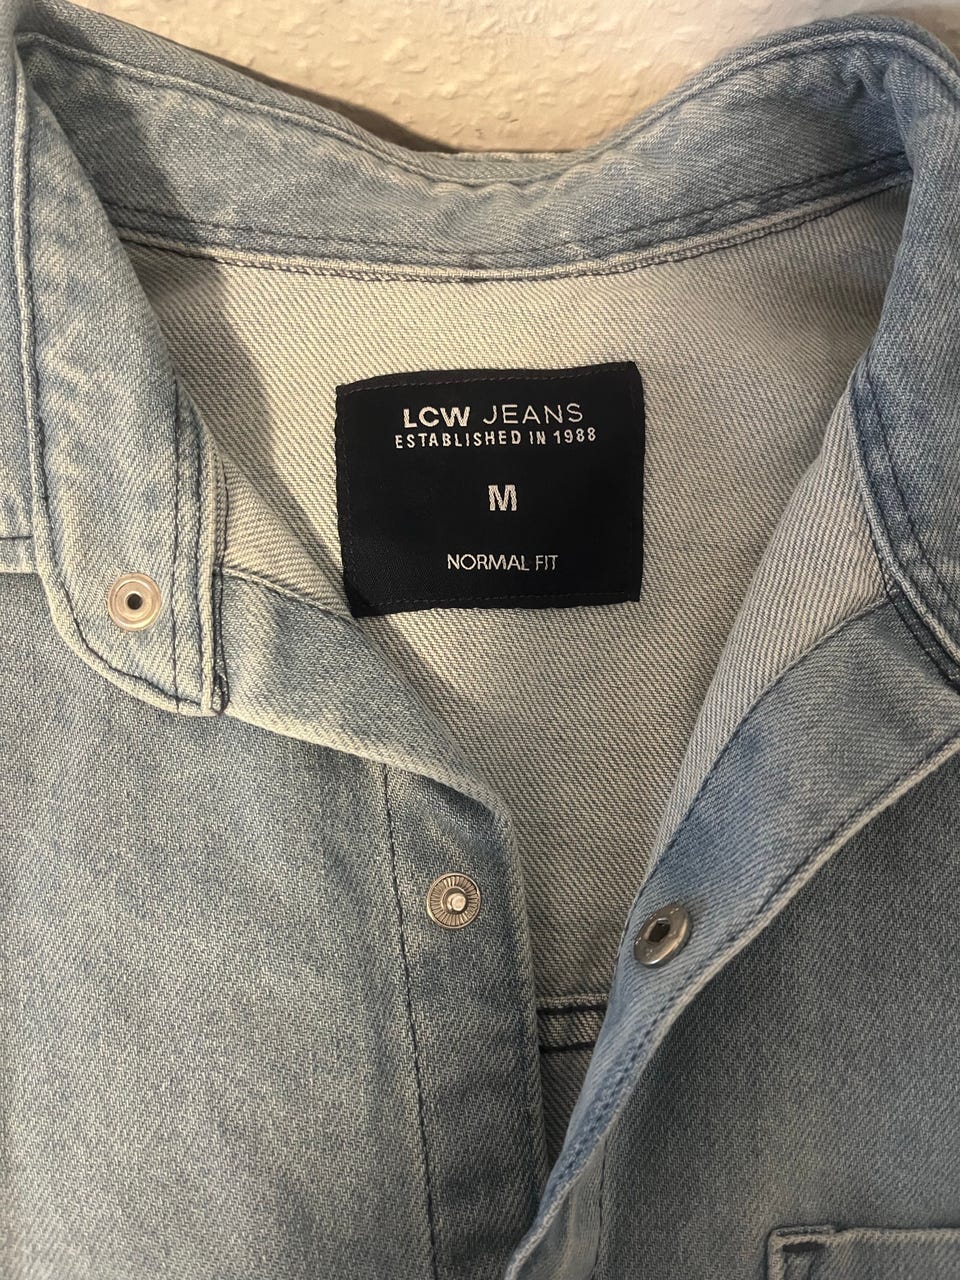 LCW JEANS
ESTABLISHED IN 1988
M
NORMAL FIT